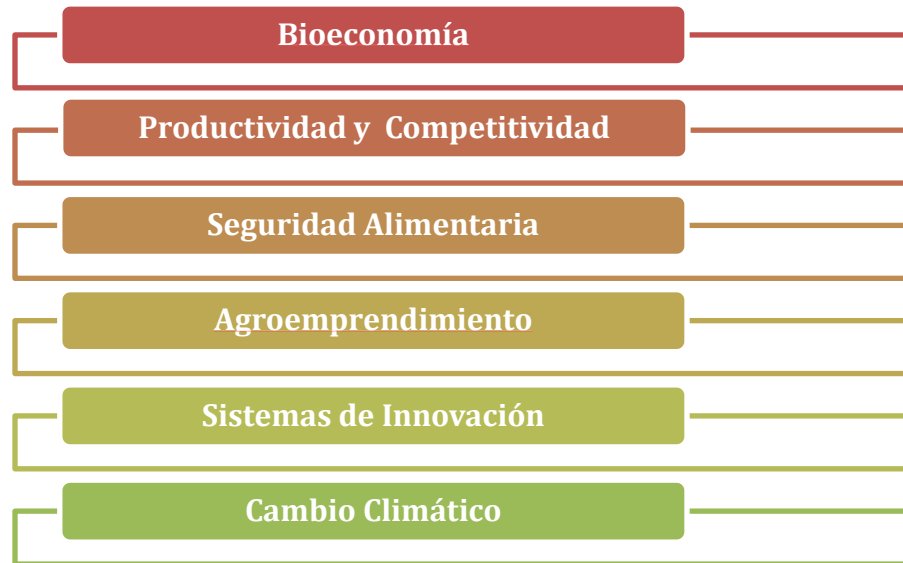 Bioeconomía
Productividad y Competitividad
Seguridad Alimentaria
Agroemprendimiento
Sistemas de Innovación
Cambio Climático